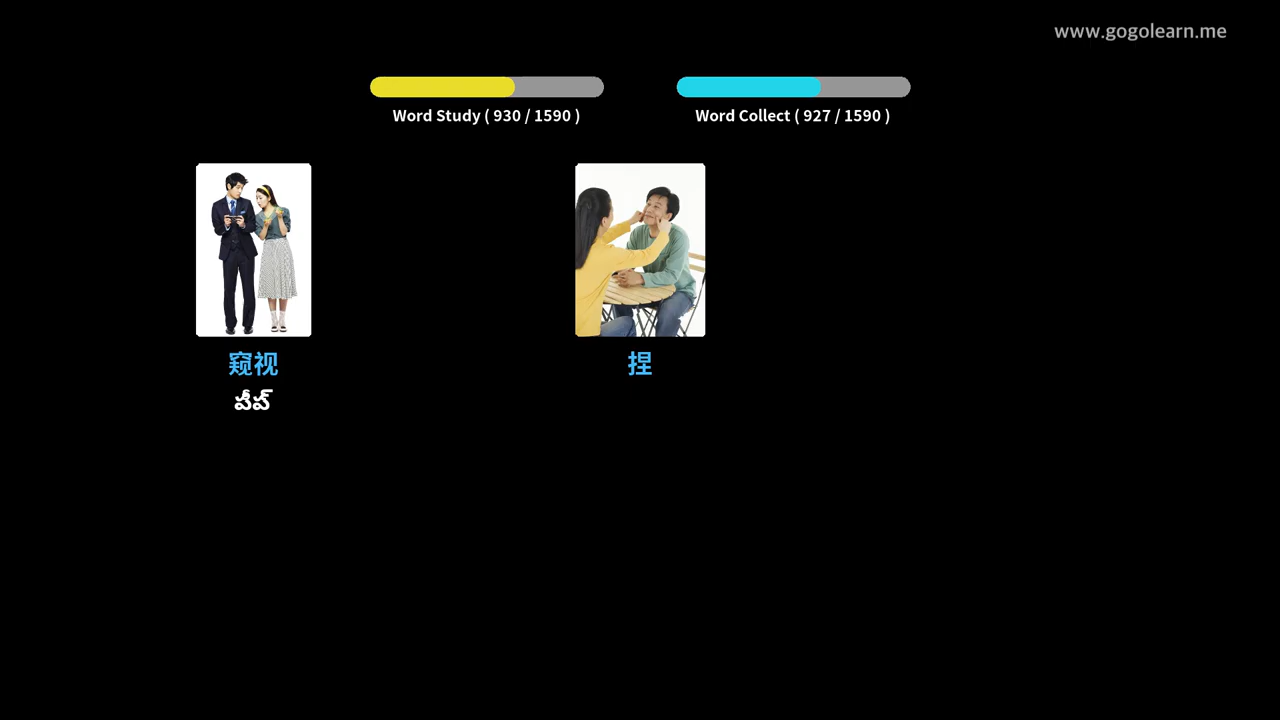 www.gogolearn.me
Word Study ( 930 / 1590 )
Word Collect ( 927 / 1590 )
窥视
పీప్
捏